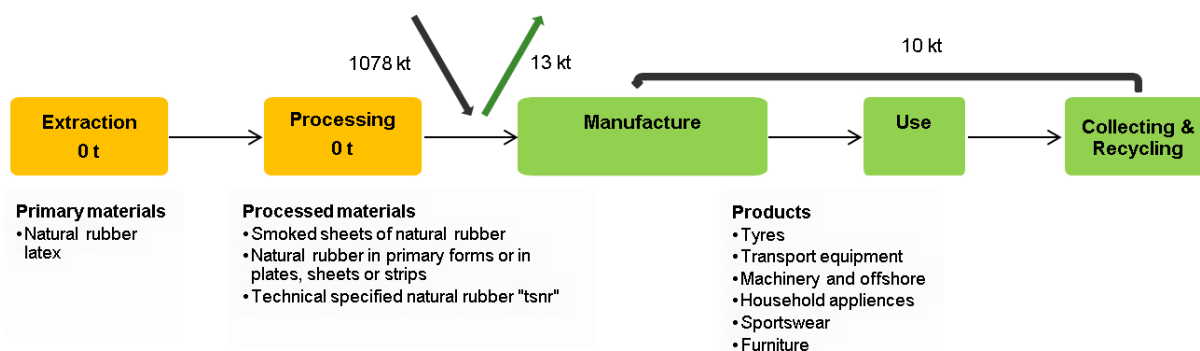 1078 kt
13 kt
10 kt
Extraction
0 t
Processing
0 t
Manufacture
Use
Collecting &
Recycling
Primary materials
•Natural rubber
latex
Processed materials
•Smoked sheets of natural rubber
•Natural rubber in primary forms or in
plates, sheets or strips
•Technical specified natural rubber "tsnr"
Products
•Tyres
•Transport equipment
•Machinery and offshore
•Household appliences
•Sportswear
•Furniture